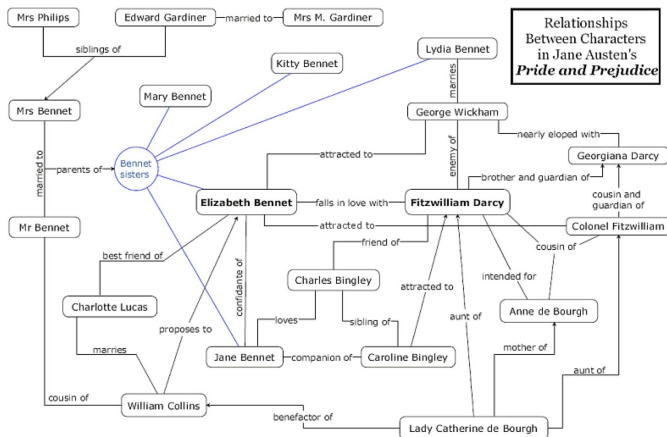 Mrs Philips
Edward Gardiner
married to
Mrs M. Gardiner
Relationships
Between Characters
in Jane Austen's
Pride and Prejudice
siblings of
Lydia Bennet
Kitty Bennet
Mary Bennet
marries
Mrs Bennet
George Wickham
nearly eloped with
Bennet
sisters
married to
parents of
attracted to
enemy of
Georgiana Darcy
brother and guardian of
cousin and
guardian of
Elizabeth Bennet
falls in love with
Fitzwilliam Darcy
Mr Bennet
attracted to
Colonel Fitzwilliam
best friend of
friend of
cousin of
confidante of
Charles Bingley
intended for
attracted to
Charlotte Lucas
Anne de Bourgh
proposes to
loves
sibling of
aunt of
marries
Jane Bennet
companion of
Caroline Bingley
mother of
aunt of
cousin of
William Collins
benefactor of
Lady Catherine de Bourgh